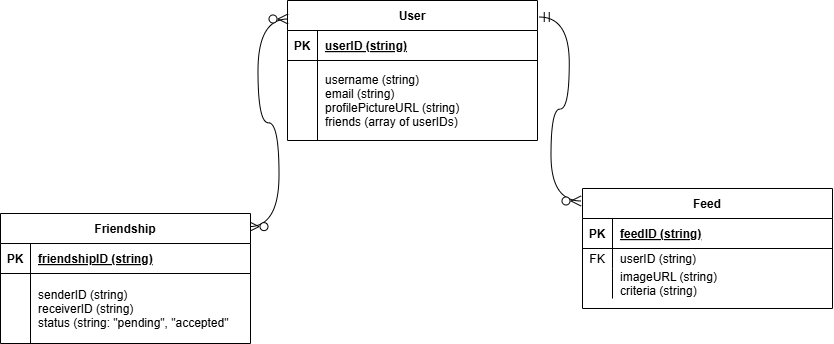 User
PK userID (string)
username (string)
email (string)
profilePictureURL (string)
friends (array of userIDs)
Friendship
PK friendshipID (string)
senderID (string)
receiverID (string)
status (string: "pending", "accepted"
Feed
PK feedID (string)
FK userID (string)
imageURL (string)
criteria (string)